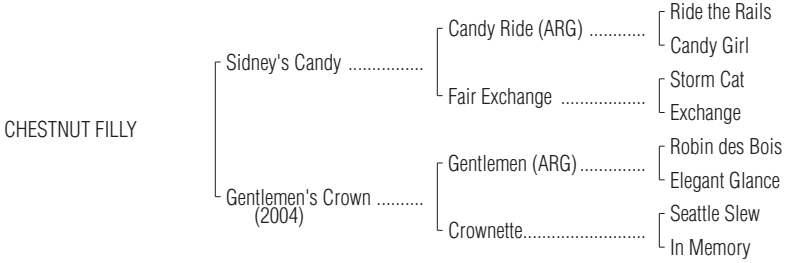 Ride the Rails
Candy Ride (ARG) ............
Candy Girl
Sidney's Candy ................
Storm Cat
Fair Exchange ..................
Exchange
CHESTNUT FILLY
Robin des Bois
Gentlemen (ARG)..............
Elegant Glance
Gentlemen's Crown ..........
(2004)
Seattle Slew
Crownette..........................
In Memory